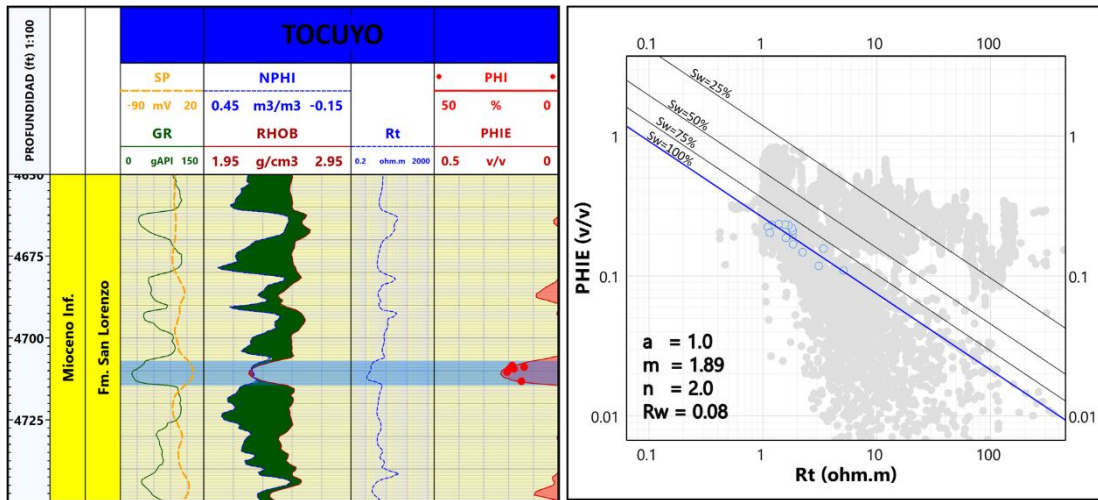 TOCUYO
PROFUNDIDAD (ft) 1:100
SP
-90 mV 20
GR
0 gAPI 150
NPHI
0.45 m3/m3 -0.15
RHOB
1.95 g/cm3 2.95
Rt
0.2 ohm.m 2000
PHI
50 % 0
PHIE
0.5 v/v 0
4650
4675
4700
4725
Mioceno Inf.
Fm. San Lorenzo
0.1 1 10 100
Sw=25%
Sw=50%
Sw=75%
Sw=100%
1 1
0.1 0.1
0.01 0.01
PHIE (v/v)
a = 1.0
m = 1.89
n = 2.0
Rw = 0.08
0.1 1 10 100
Rt (ohm.m)